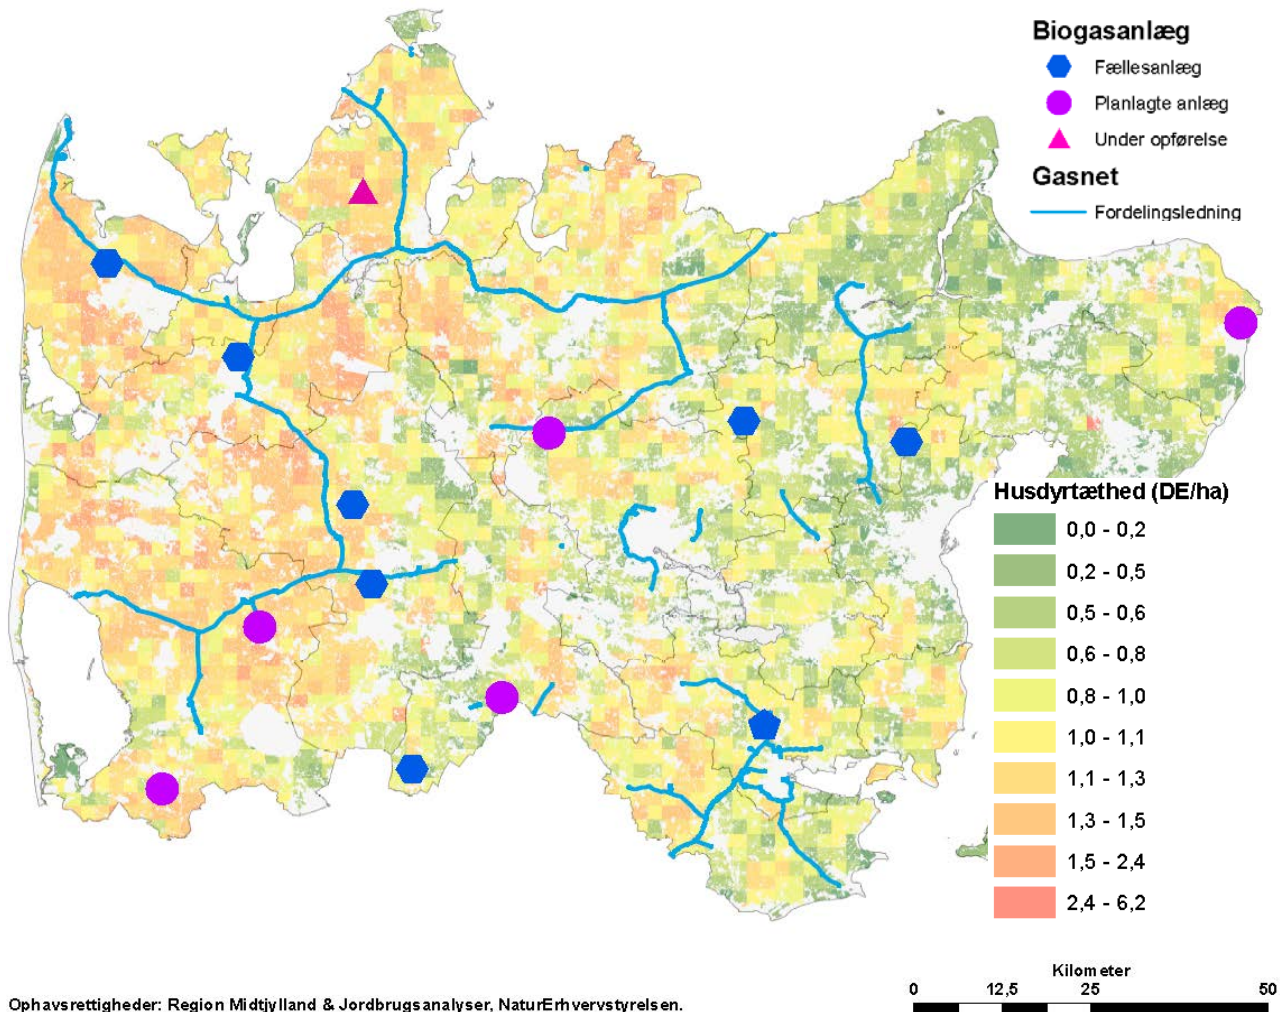 Biogasanlæg
Fællesanlæg
Planlagte anlæg
Under opførelse
Gasnet
Fordelingsledning
Husdyrtæthed (DE/ha)
0,0 - 0,2
0,2 - 0,5
0,5 - 0,6
0,6 - 0,8
0,8 - 1,0
1,0 - 1,1
1,1 - 1,3
1,3 - 1,5
1,5 - 2,4
2,4 - 6,2
Kilometer
0 12,5 25 50
Ophavsrettigheder: Region Midtjylland & Jordbrugsanalyser, NaturErhvervstyrelsen.